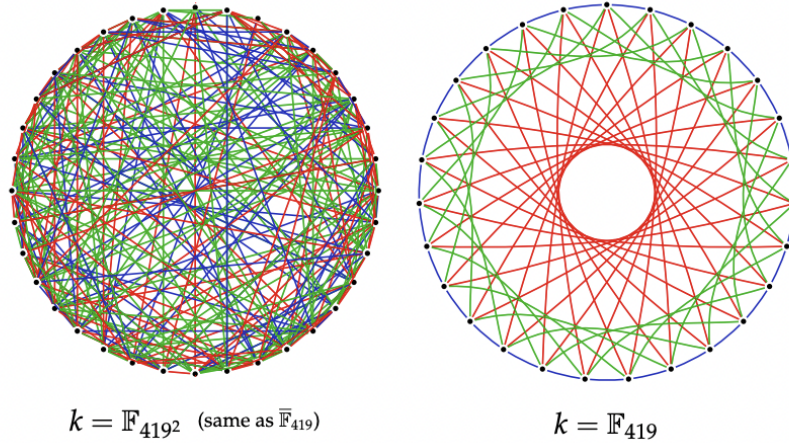 k = 𝔽₄₁₉² (same as 𝔽̅₄₁₉)
k = 𝔽₄₁₉